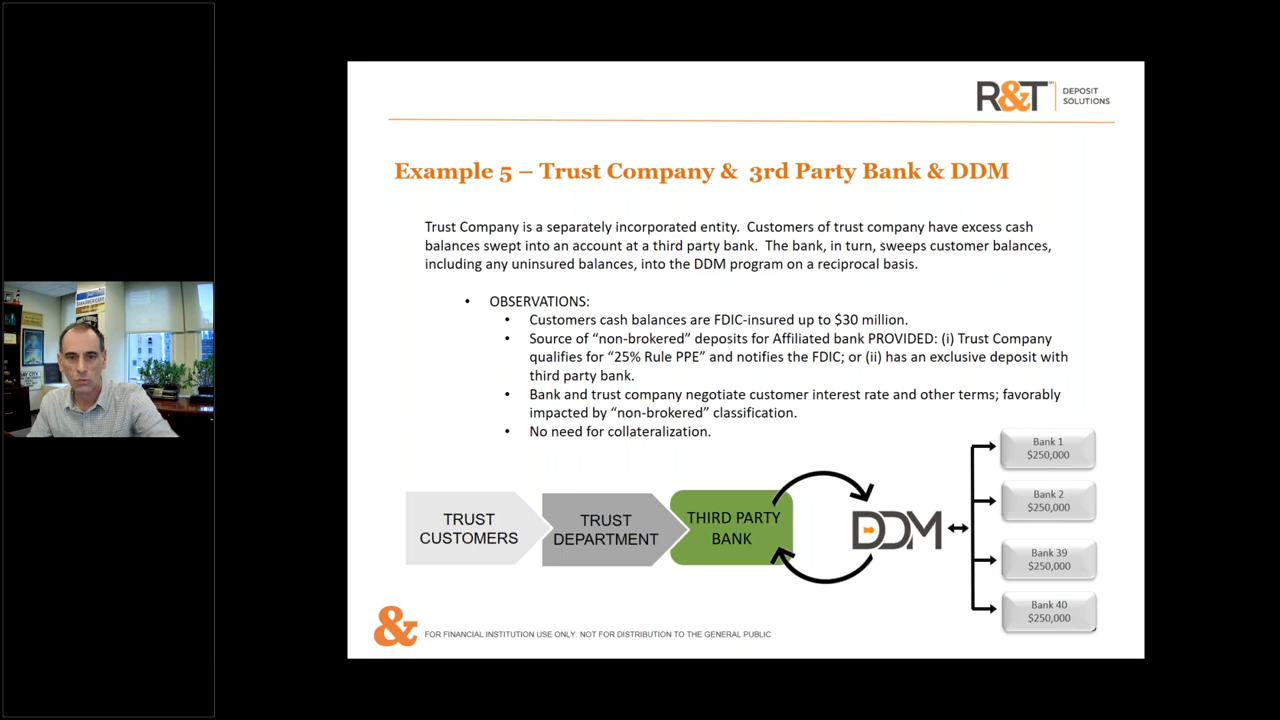 R&T DEPOSIT
SOLUTIONS
Example 5 – Trust Company & 3rd Party Bank & DDM
Trust Company is a separately incorporated entity. Customers of trust company have excess cash
balances swept into an account at a third party bank. The bank, in turn, sweeps customer balances,
including any uninsured balances, into the DDM program on a reciprocal basis.
• OBSERVATIONS:
• Customers cash balances are FDIC-insured up to $30 million.
• Source of “non-brokered” deposits for Affiliated bank PROVIDED: (i) Trust Company
qualifies for “25% Rule PPE” and notifies the FDIC; or (ii) has an exclusive deposit with
third party bank.
• Bank and trust company negotiate customer interest rate and other terms; favorably
impacted by “non-brokered” classification.
• No need for collateralization.
TRUST
CUSTOMERS
TRUST
DEPARTMENT
THIRD PARTY
BANK
DDM
Bank 1
$250,000
Bank 2
$250,000
Bank 39
$250,000
Bank 40
$250,000
& FOR FINANCIAL INSTITUTION USE ONLY. NOT FOR DISTRIBUTION TO THE GENERAL PUBLIC